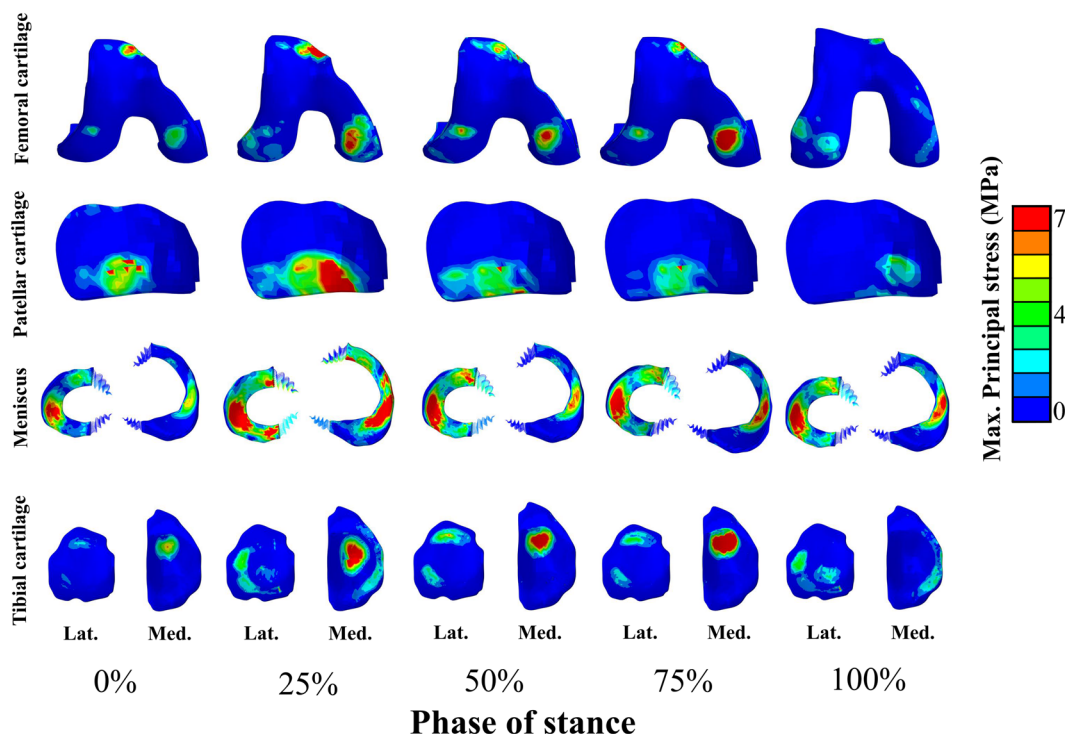 Femoral cartilage
Patellar cartilage
Meniscus
Tibial cartilage
Max. Principal stress (MPa)
7
4
0
Lat. Med. Lat. Med. Lat. Med. Lat. Med. Lat. Med.
0% 25% 50% 75% 100%
Phase of stance